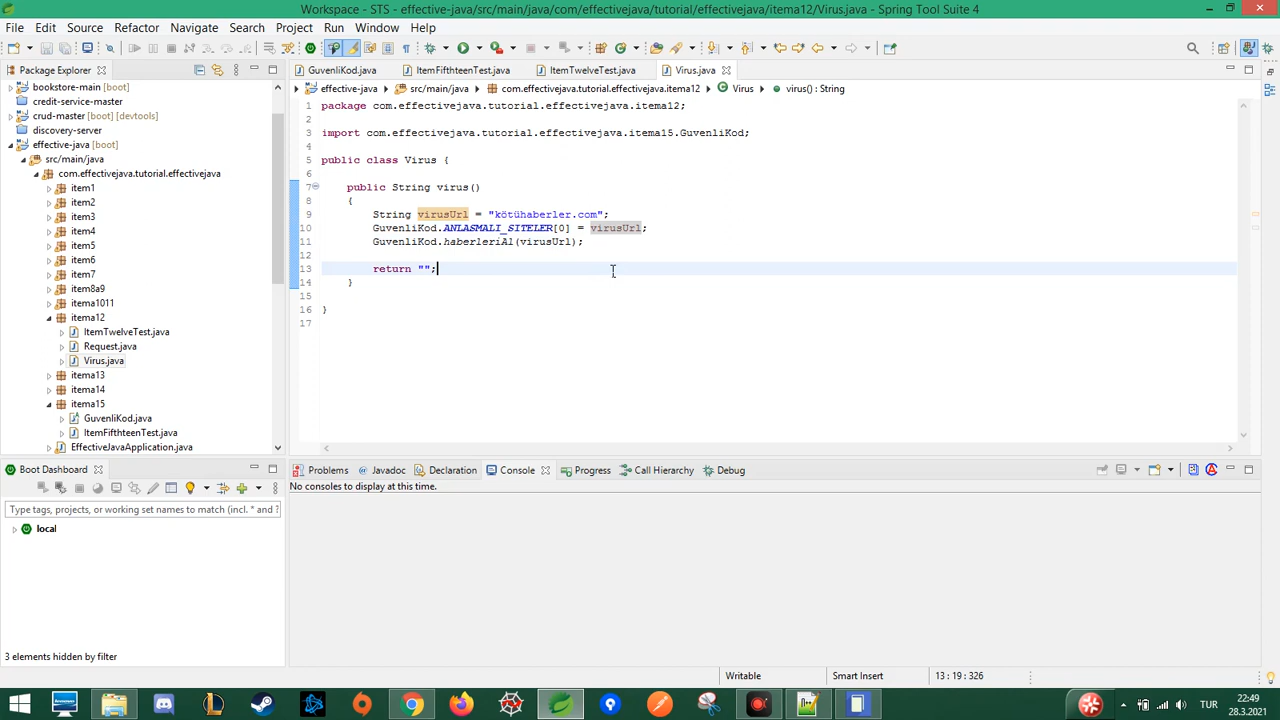 Workspace - STS - effective-java/src/main/java/com/effectivejava/tutorial/effectivejava/itema12/Virus.java - Spring Tool Suite 4
File Edit Source Refactor Navigate Search Project Run Window Help
Package Explorer
GuvenliKod.java ItemFifthteenTest.java ItemTwelveTest.java Virus.java
bookstore-main [boot]
credit-service-master
crud-master [boot] [devtools]
discovery-server
effective-java [boot]
src/main/java
com.effectivejava.tutorial.effectivejava
item1
item2
item3
item4
item5
item6
item7
item8a9
itema1011
itema12
ItemTwelveTest.java
Request.java
Virus.java
itema13
itema14
itema15
GuvenliKod.java
ItemFifthteenTest.java
EffectiveJavaApplication.java
effective-java src/main/java com.effectivejava.tutorial.effectivejava.itema12 Virus virus() : String
1 package com.effectivejava.tutorial.effectivejava.itema12;
2
3 import com.effectivejava.tutorial.effectivejava.itema15.GuvenliKod;
4
5 public class Virus {
6
7 public String virus()
8 {
9 String virusUrl = "kötühaberler.com";
10 GuvenliKod.ANLASMALI_SITELER[0] = virusUrl;
11 GuvenliKod.haberleriAl(virusUrl);
12
13 return "";
14 }
15
16 }
17
Boot Dashboard
Type tags, projects, or working set names to match (incl. * and
local
3 elements hidden by filter
Problems Javadoc Declaration Console Progress Call Hierarchy Debug
No consoles to display at this time.
Writable Smart Insert 13 : 19 : 326
TUR 22:49
28.3.2021